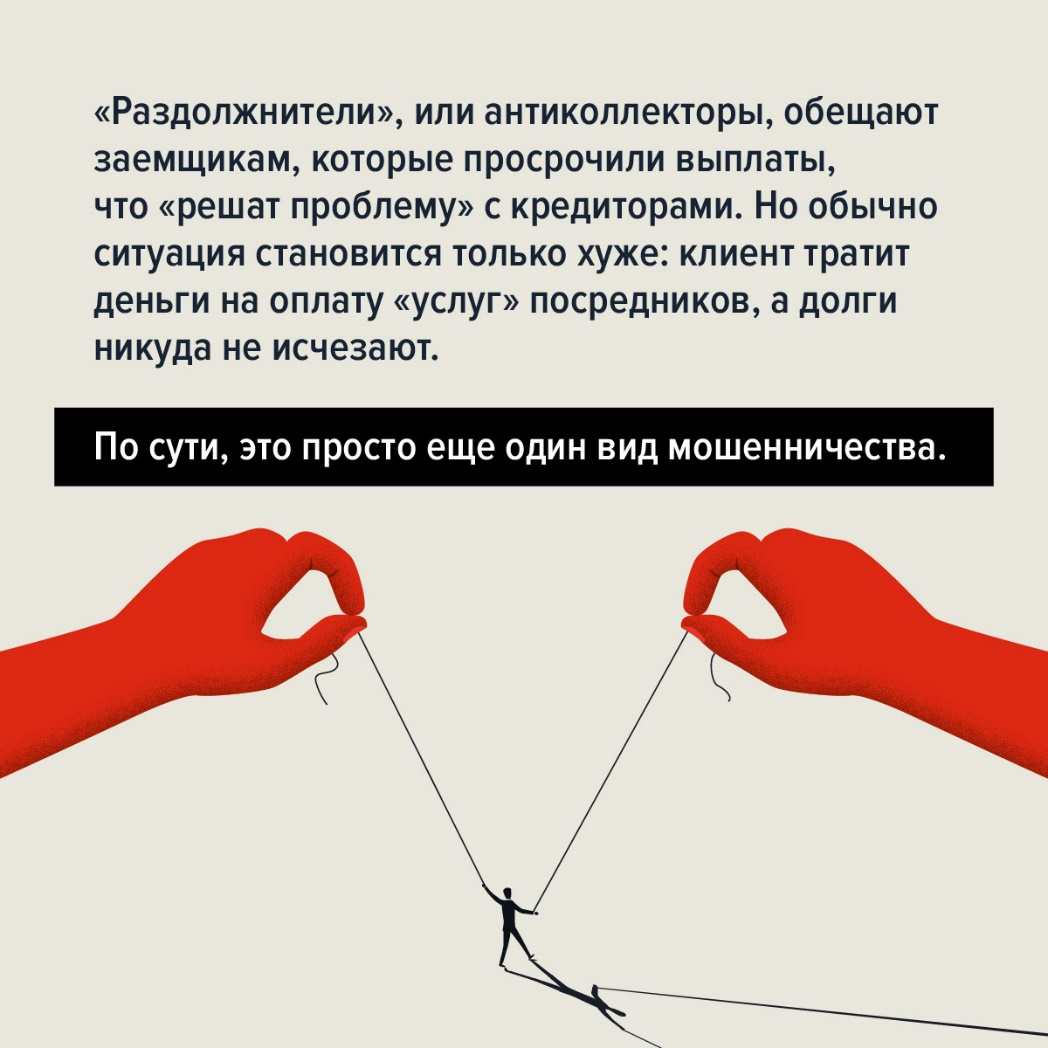 «Раздолжнители», или антиколлекторы, обещают
заемщикам, которые просрочили выплаты,
что «решат проблему» с кредиторами. Но обычно
ситуация становится только хуже: клиент тратит
деньги на оплату «услуг» посредников, а долги
никуда не исчезают.
По сути, это просто еще один вид мошенничества.